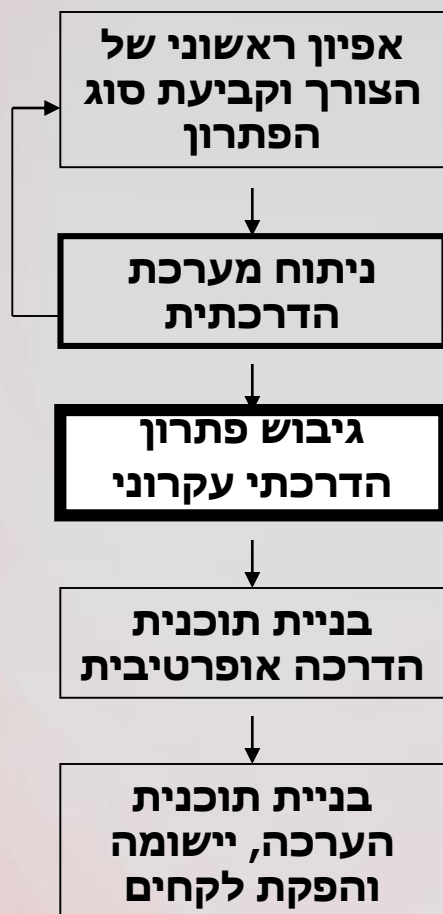 אפיון ראשוני של
הצורך וקביעת סוג
הפתרון
ניתוח מערכת
הדרכתית
גיבוש פתרון
הדרכתי עקרוני
בניית תוכנית
הדרכה אופרטיבית
בניית תוכנית
הערכה, יישומה
והפקת לקחים